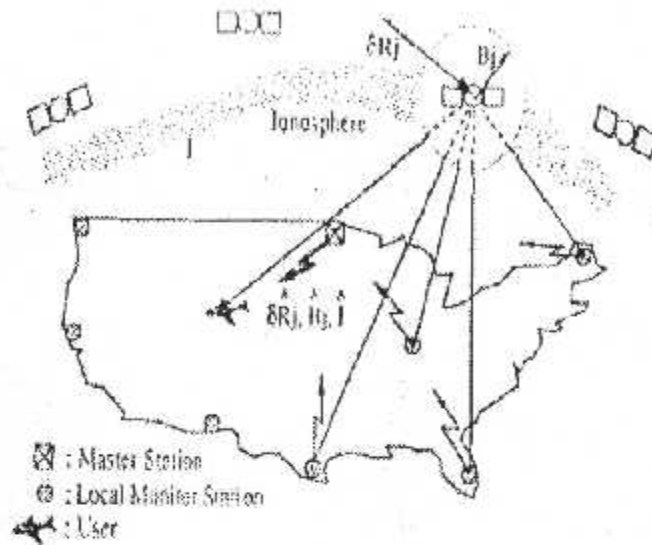 δRj
Bj
Ionosphere
I
δRj, Bj, I
: Master Station
: Local Monitor Station
: User